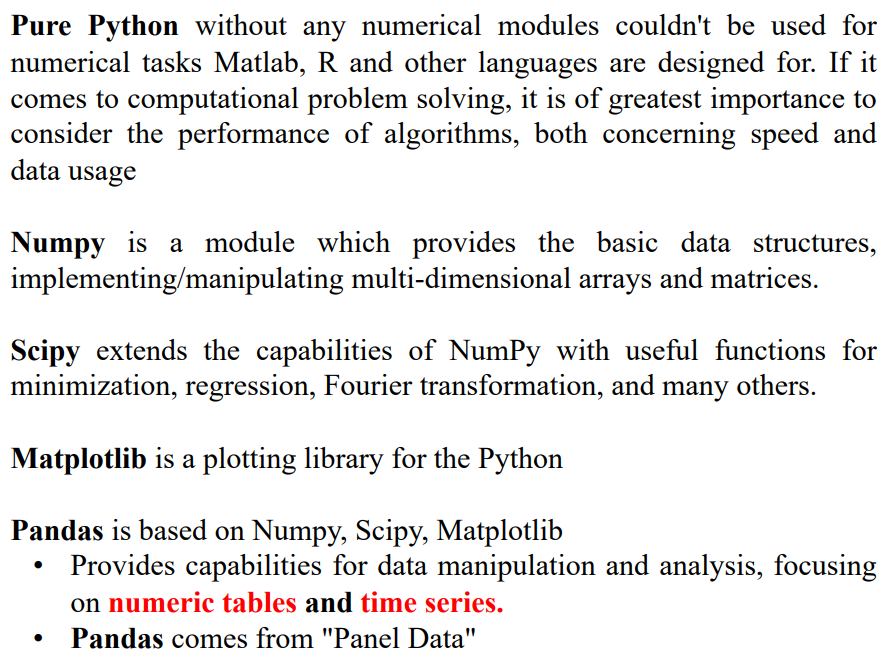 Pure Python without any numerical modules couldn't be used for
numerical tasks Matlab, R and other languages are designed for. If it
comes to computational problem solving, it is of greatest importance to
consider the performance of algorithms, both concerning speed and
data usage
Numpy is a module which provides the basic data structures,
implementing/manipulating multi-dimensional arrays and matrices.
Scipy extends the capabilities of NumPy with useful functions for
minimization, regression, Fourier transformation, and many others.
Matplotlib is a plotting library for the Python
Pandas is based on Numpy, Scipy, Matplotlib
• Provides capabilities for data manipulation and analysis, focusing
on numeric tables and time series.
• Pandas comes from "Panel Data"